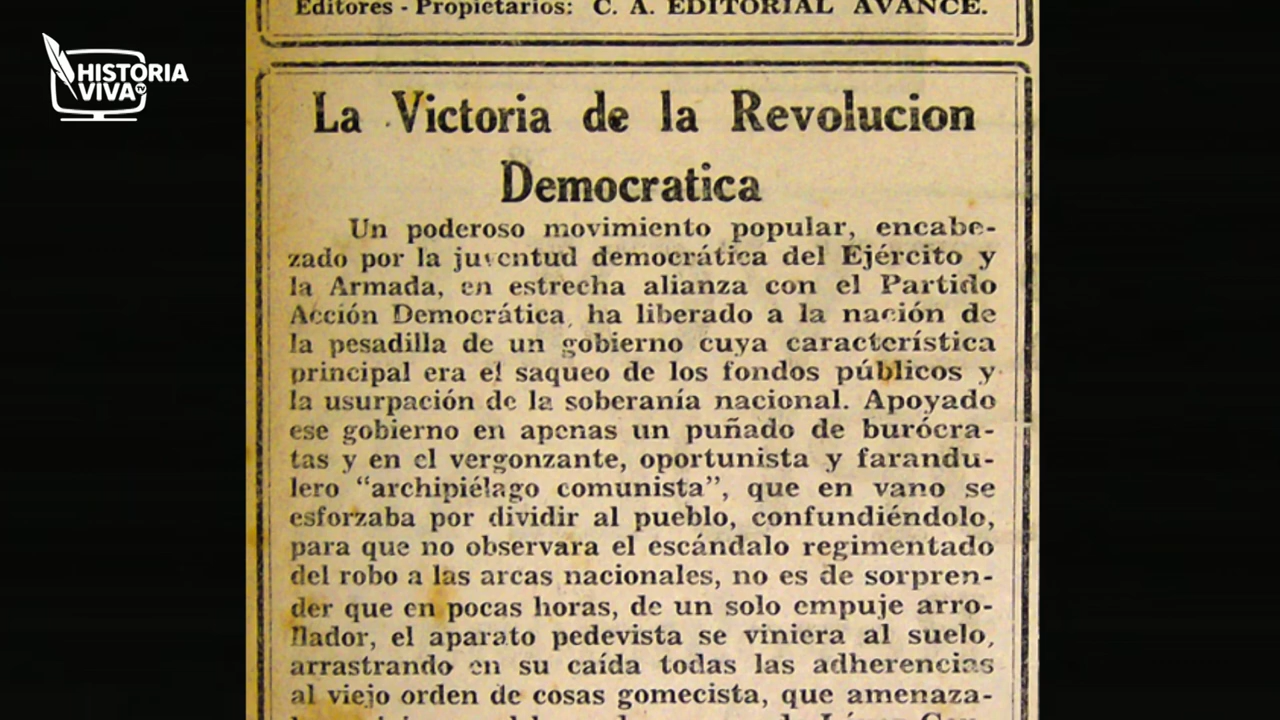 HISTORIA
VIVA TV
Editores - Propietarios: C. A. EDITORIAL AVANCE.
La Victoria de la Revolucion
Democratica
Un poderoso movimiento popular, encabe-
zado por la juventud democrática del Ejército y
la Armada, en estrecha alianza con el Partido
Acción Democrática, ha liberado a la nación de
la pesadilla de un gobierno cuya característica
principal era el saqueo de los fondos públicos y
la usurpación de la soberanía nacional. Apoyado
ese gobierno en apenas un puñado de burócra-
tas y en el vergonzante, oportunista y farandu-
lero “archipiélago comunista”, que en vano se
esforzaba por dividir al pueblo, confundiéndolo,
para que no observara el escándalo regimentado
del robo a las arcas nacionales, no es de sorpren-
der que en pocas horas, de un solo empuje arro-
llador, el aparato pedevista se viniera al suelo,
arrastrando en su caída todas las adherencias
al viejo orden de cosas gomecista, que amenaza-